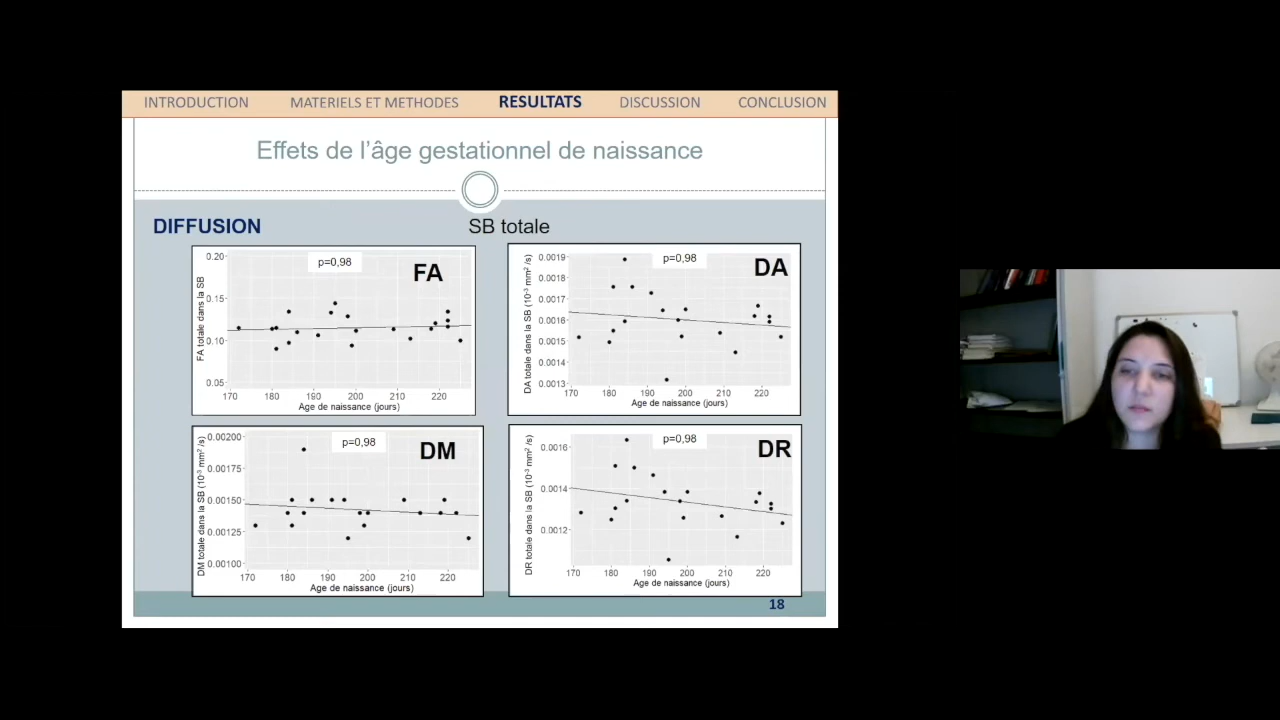 INTRODUCTION MATERIELS ET METHODES RESULTATS DISCUSSION CONCLUSION
Effets de l'âge gestationnel de naissance
DIFFUSION
SB totale
p=0,98
FA
FA totale dans la SB
0.20
0.15
0.10
0.05
170 180 190 200 210 220
Age de naissance (jours)
p=0,98
DA
DA totale dans la SB (10⁻³ mm² /s)
0.0019
0.0018
0.0017
0.0016
0.0015
0.0014
0.0013
170 180 190 200 210 220
Age de naissance (jours)
p=0,98
DM
DM totale dans la SB (10⁻³ mm² /s)
0.00200
0.00175
0.00150
0.00125
0.00100
170 180 190 200 210 220
Age de naissance (jours)
p=0,98
DR
DR totale dans la SB (10⁻³ mm² /s)
0.0016
0.0014
0.0012
170 180 190 200 210 220
Age de naissance (jours)
18